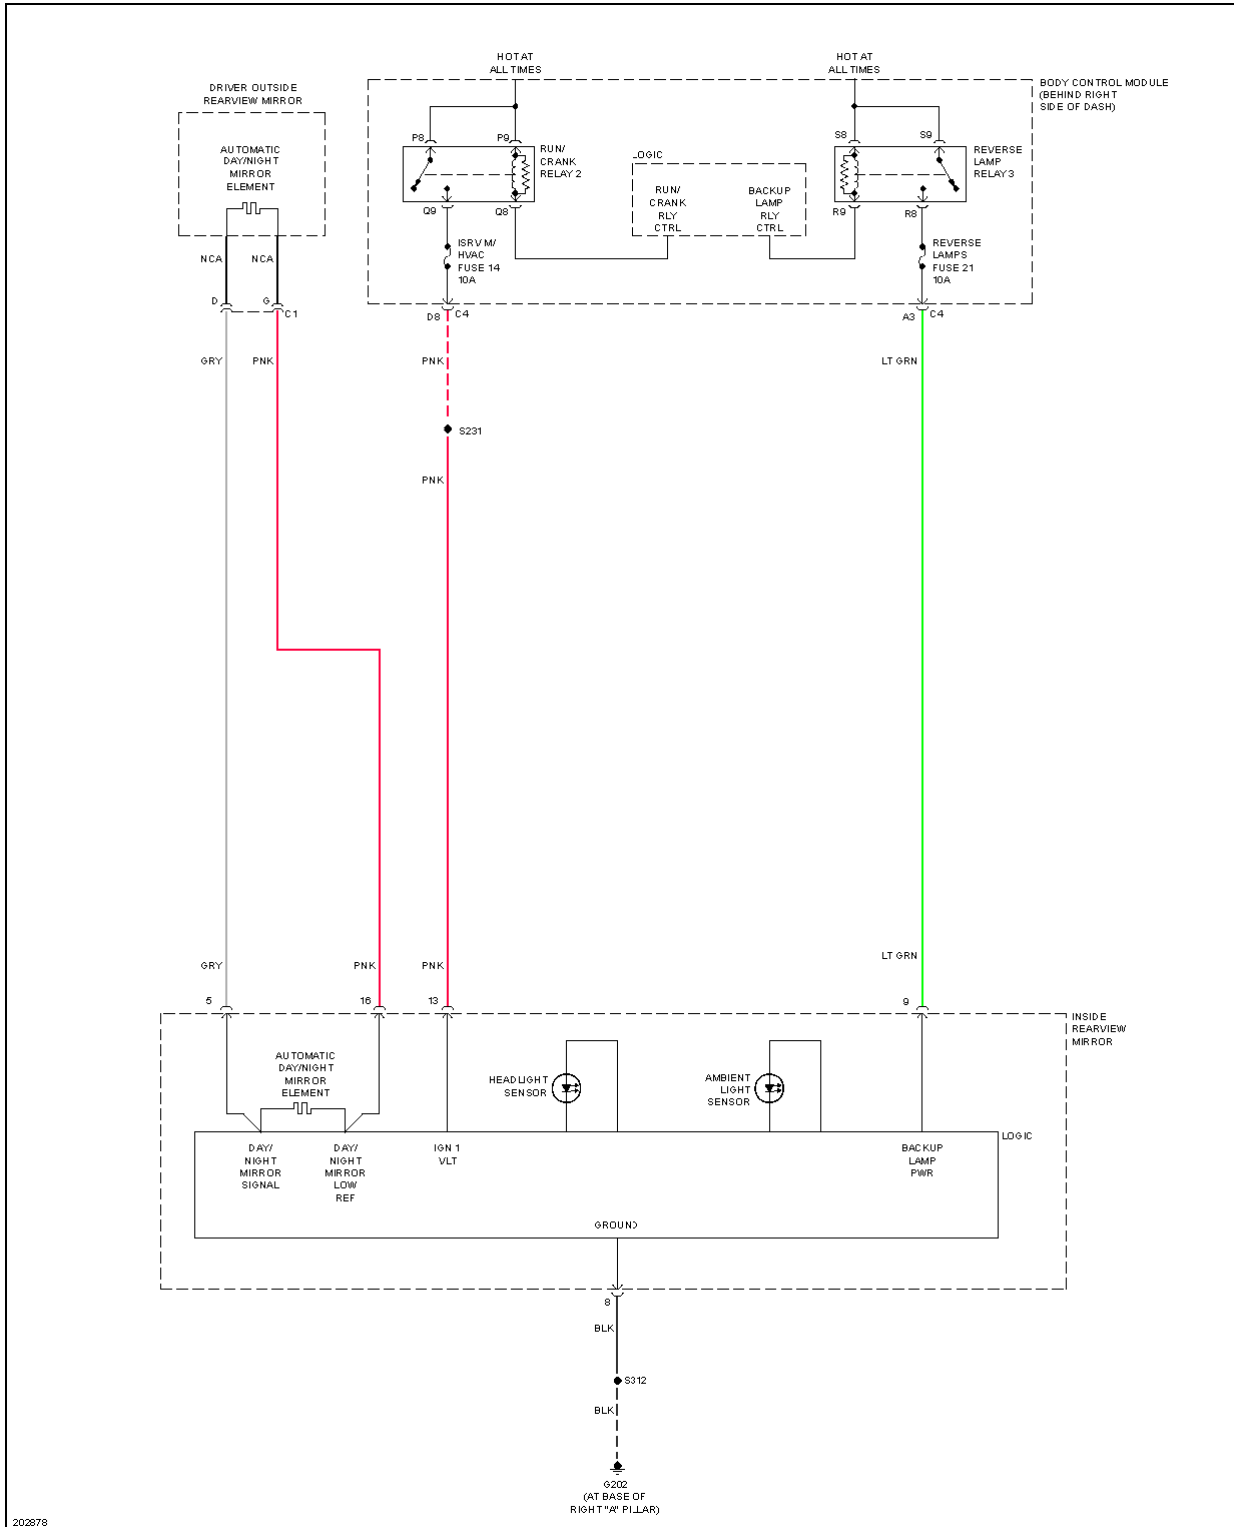 HOT AT
ALL TIMES
HOT AT
ALL TIMES
DRIVER OUTSIDE
REARVIEW MIRROR
BODY CONTROL MODULE
(BEHIND RIGHT
SIDE OF DASH)
AUTOMATIC
DAY/NIGHT
MIRROR
ELEMENT
P8
P9
RUN/
CRANK
RELAY 2
LOGIC
RUN/
CRANK
RLY
CTRL
BACKUP
LAMP
RLY
CTRL
S8
S9
REVERSE
LAMP
RELAY 3
Q9
Q8
R9
R8
NCA
NCA
ISRV M/
HVAC
FUSE 14
10A
REVERSE
LAMPS
FUSE 21
10A
D
G
C1
D8
C4
A3
C4
GRY
PNK
PNK
LT GRN
S231
PNK
GRY
PNK
PNK
LT GRN
5
16
13
9
INSIDE
REARVIEW
MIRROR
AUTOMATIC
DAY/NIGHT
MIRROR
ELEMENT
HEADLIGHT
SENSOR
AMBIENT
LIGHT
SENSOR
LOGIC
DAY/
NIGHT
MIRROR
SIGNAL
DAY/
NIGHT
MIRROR
LOW
REF
IGN 1
VLT
BACKUP
LAMP
PWR
GROUND
8
BLK
S312
BLK
G202
(AT BASE OF
RIGHT "A" PILLAR)
202878